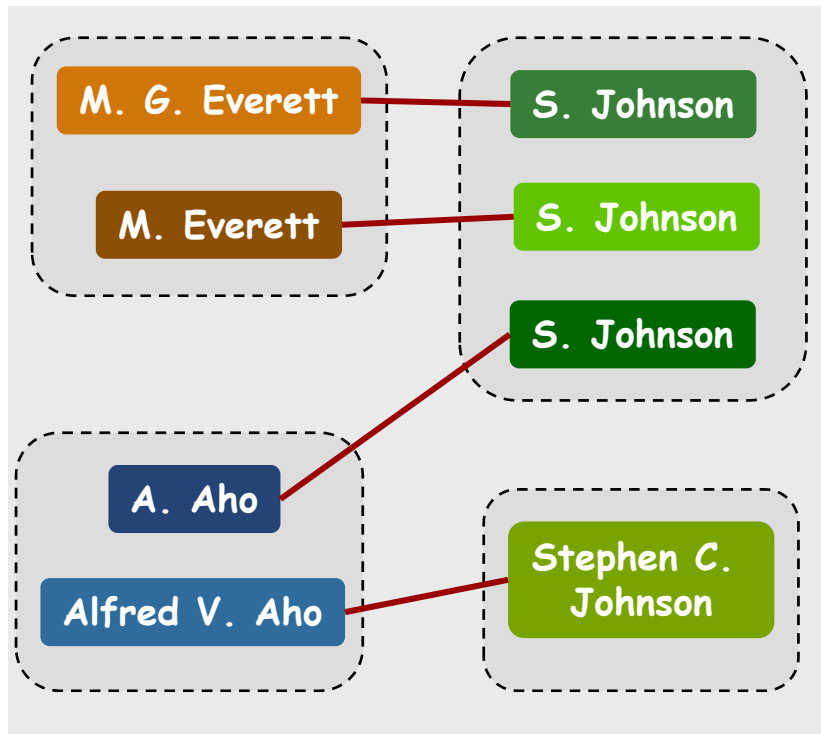 M. G. Everett
S. Johnson
M. Everett
S. Johnson
S. Johnson
A. Aho
Alfred V. Aho
Stephen C.
Johnson